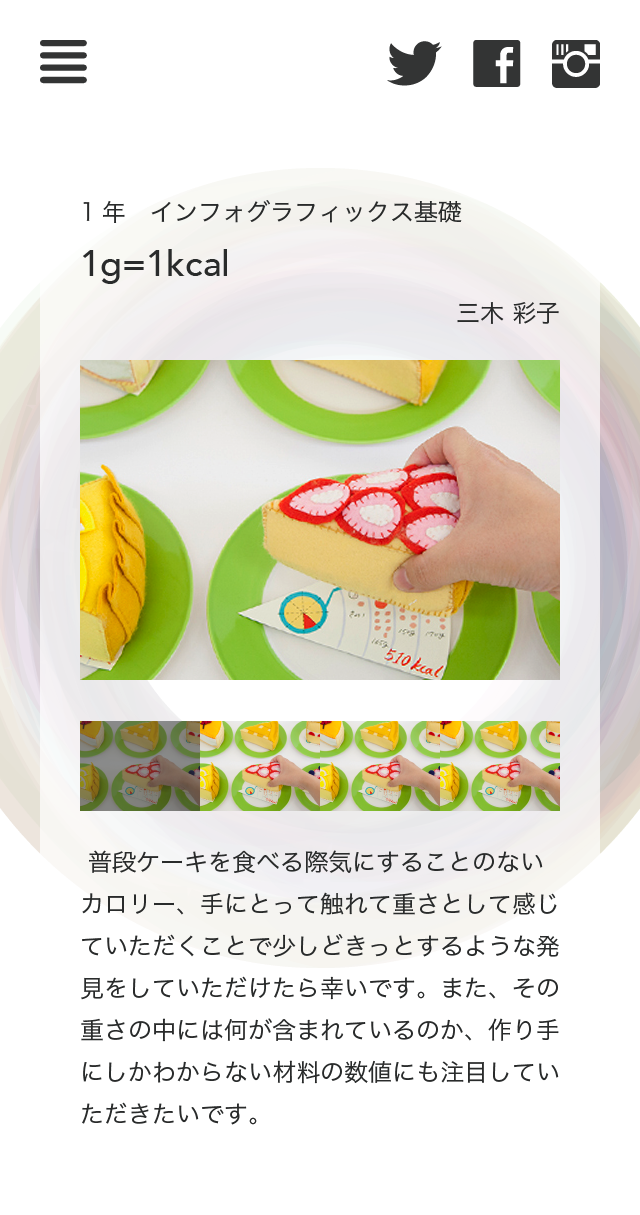 1 年　インフォグラフィックス基礎
1g=1kcal
三木 彩子
510 kcal
普段ケーキを食べる際気にすることのない
カロリー、手にとって触れて重さとして感じ
ていただくことで少しどきっとするような発
見をしていただけたら幸いです。また、その
重さの中には何が含まれているのか、作り手
にしかわからない材料の数値にも注目してい
ただきたいです。